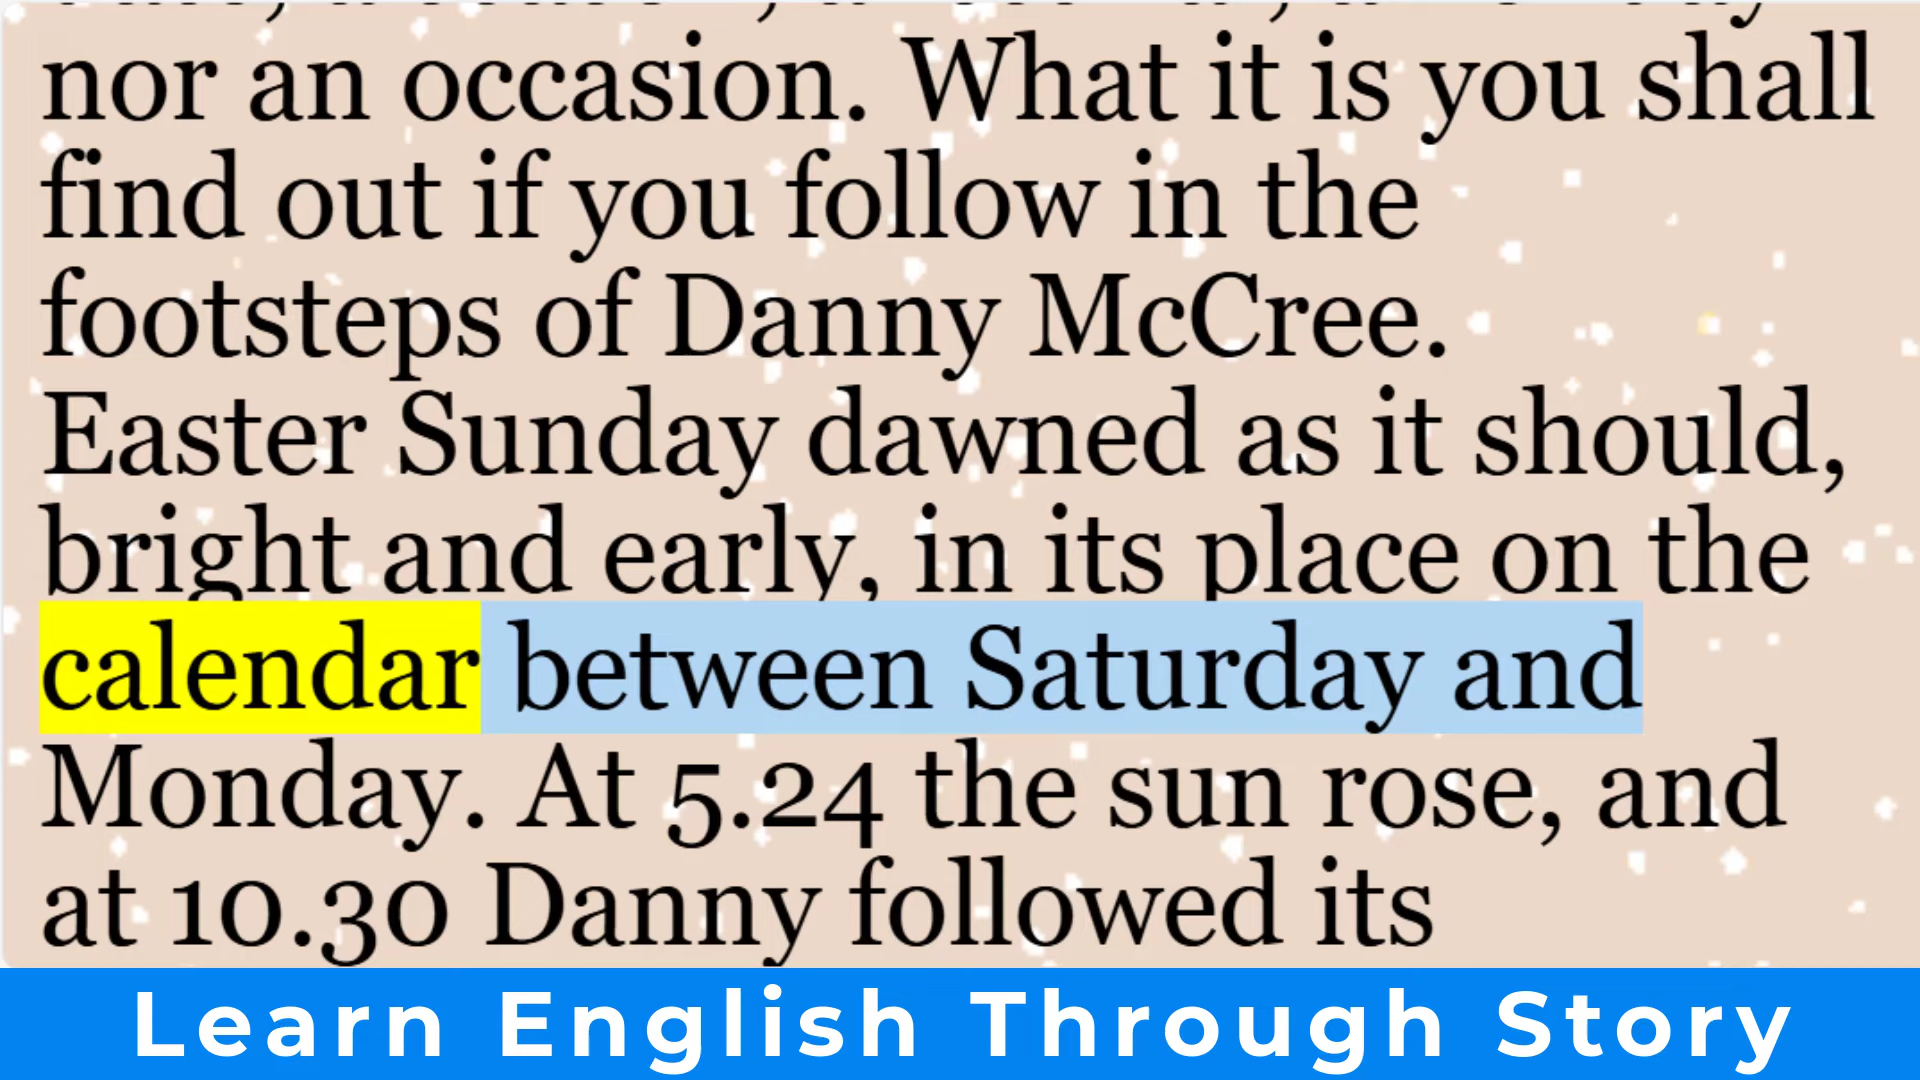 nor an occasion. What it is you shall
find out if you follow in the
footsteps of Danny McCree.
Easter Sunday dawned as it should,
bright and early, in its place on the
calendar between Saturday and
Monday. At 5.24 the sun rose, and
at 10.30 Danny followed its
Learn English Through Story